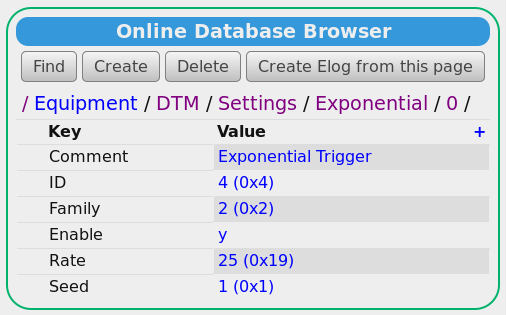 Online Database Browser
Find Create Delete Create Elog from this page
/ Equipment / DTM / Settings / Exponential / 0 /
Key Value +
Comment Exponential Trigger
ID 4 (0x4)
Family 2 (0x2)
Enable y
Rate 25 (0x19)
Seed 1 (0x1)